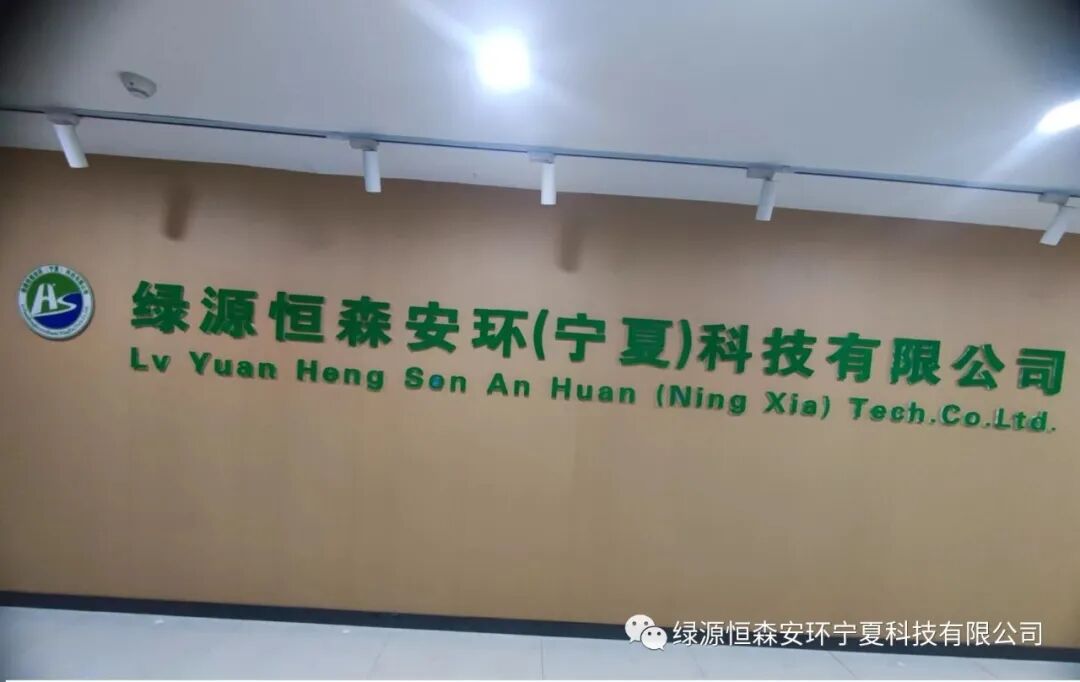 HS
绿源恒森安环(宁夏)科技有限公司
Lv Yuan Heng Sen An Huan (Ning Xia) Tech.Co.Ltd.
绿源恒森安环宁夏科技有限公司